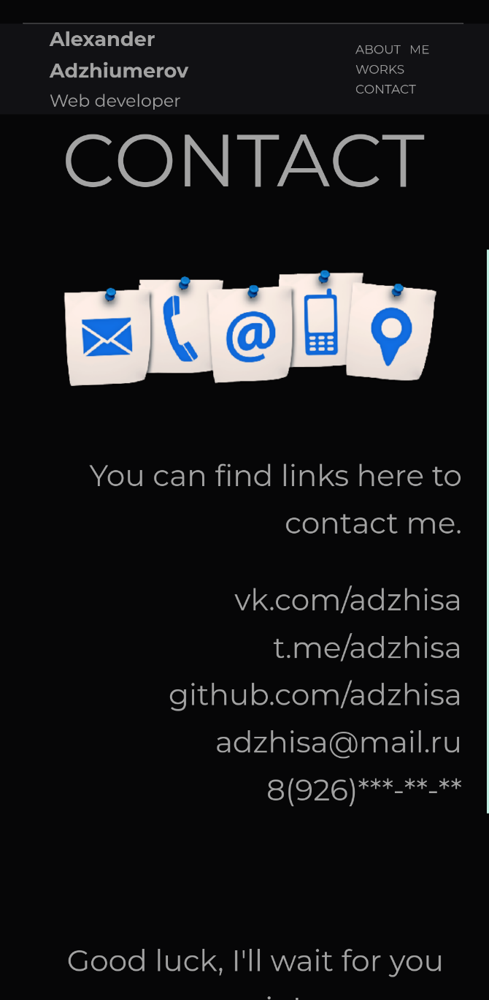 Alexander
Adzhiumerov
Web developer
ABOUT ME
WORKS
CONTACT
CONTACT
@
You can find links here to
contact me.
vk.com/adzhisa
t.me/adzhisa
github.com/adzhisa
adzhisa@mail.ru
8(926)***-**-**
Good luck, I'll wait for you